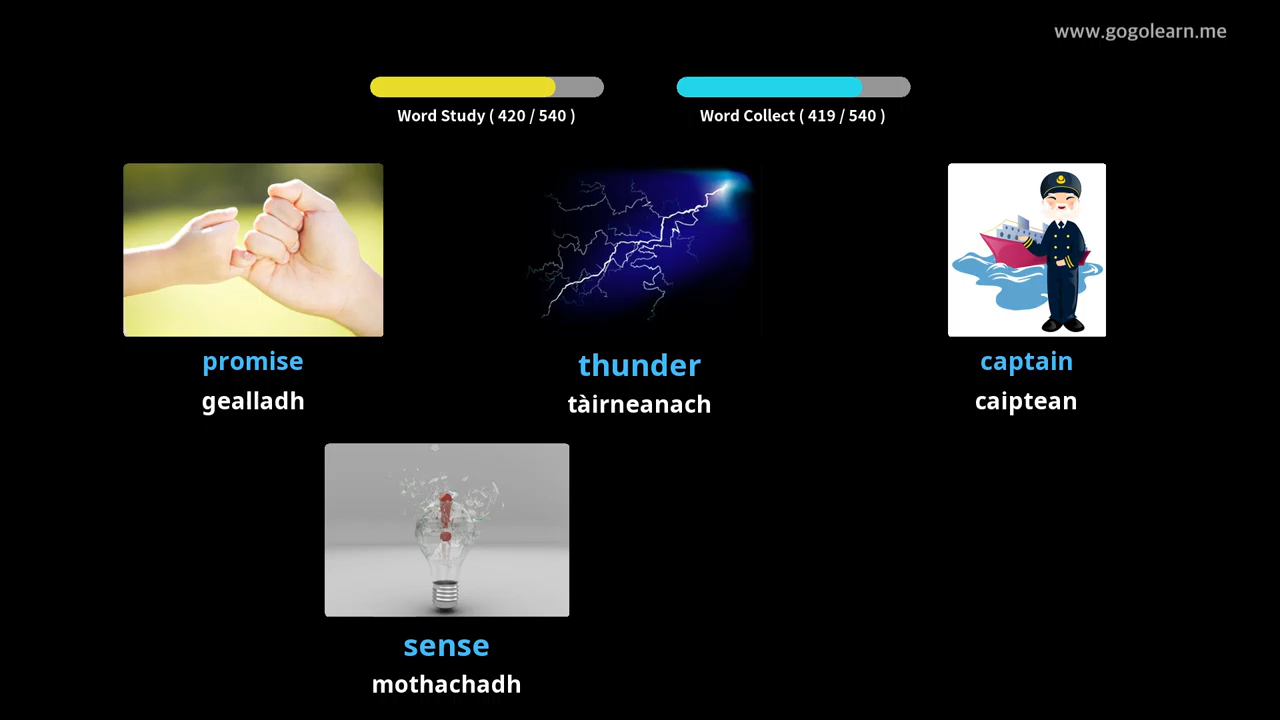 www.gogolearn.me
Word Study ( 420 / 540 )
Word Collect ( 419 / 540 )
promise
gealladh
thunder
tàirneanach
captain
caiptean
sense
mothachadh